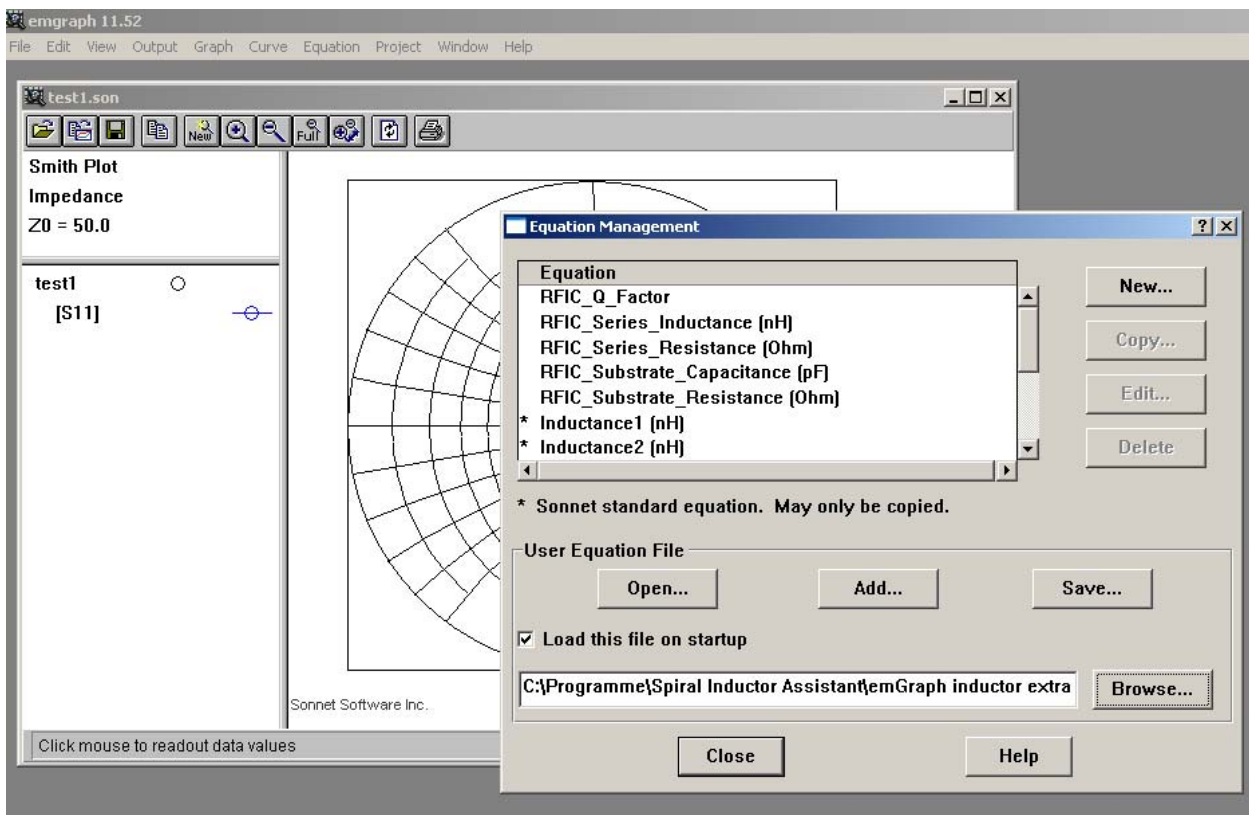 emgraph 11.52
File Edit View Output Graph Curve Equation Project Window Help
test1.son
New Full
Smith Plot
Impedance
Z0 = 50.0
test1
[S11]
Sonnet Software Inc.
Click mouse to readout data values
Equation Management
Equation
RFIC_Q_Factor
RFIC_Series_Inductance (nH)
RFIC_Series_Resistance (Ohm)
RFIC_Substrate_Capacitance (pF)
RFIC_Substrate_Resistance (Ohm)
* Inductance1 (nH)
* Inductance2 (nH)
New...
Copy...
Edit...
Delete
* Sonnet standard equation. May only be copied.
User Equation File
Open... Add... Save...
Load this file on startup
C:\Programme\Spiral Inductor Assistant\emGraph inductor extra Browse...
Close Help